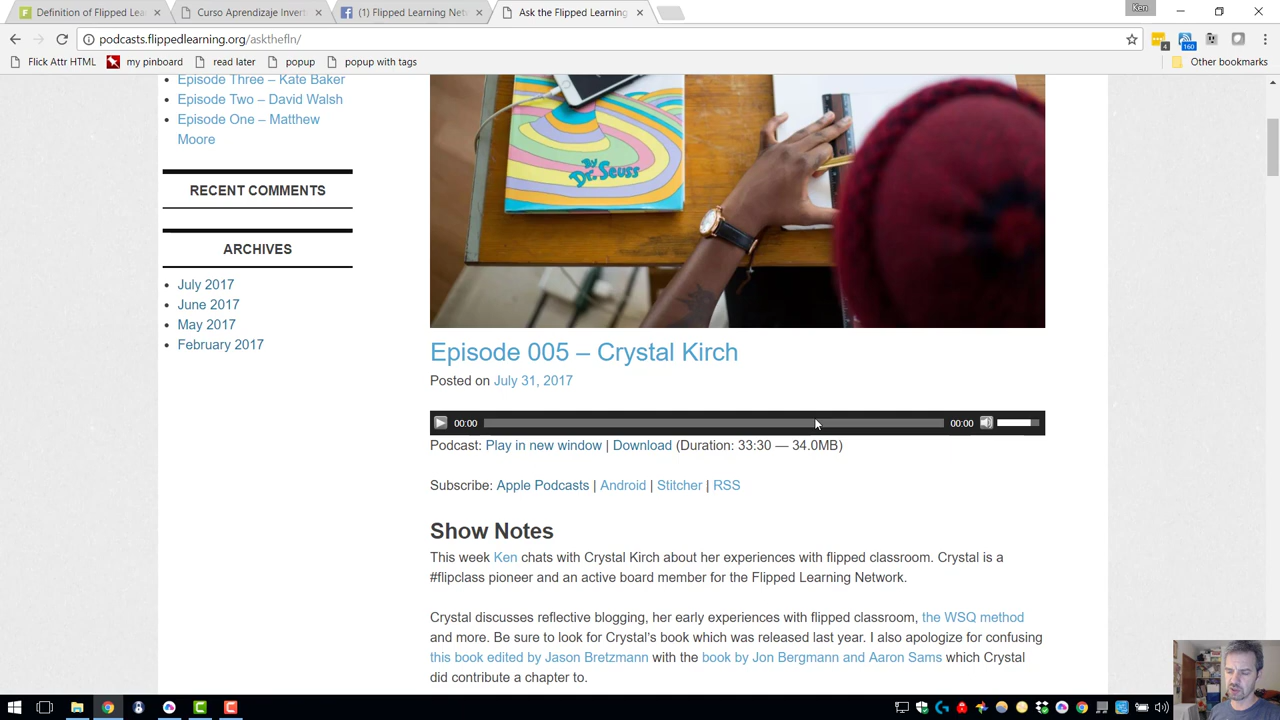 Definition of Flipped Lea
Curso Aprendizaje Invert
(1) Flipped Learning Netw
Ask the Flipped Learning
Ken
podcasts.flippedlearning.org/askthefln/
4
160
Flick Attr HTML
my pinboard
read later
popup
popup with tags
Other bookmarks
Episode Three – Kate Baker
Episode Two – David Walsh
Episode One – Matthew
Moore
RECENT COMMENTS
ARCHIVES
July 2017
June 2017
May 2017
February 2017
By
Dr. Seuss
Episode 005 – Crystal Kirch
Posted on July 31, 2017
00:00
00:00
Podcast: Play in new window | Download (Duration: 33:30 — 34.0MB)
Subscribe: Apple Podcasts | Android | Stitcher | RSS
Show Notes
This week Ken chats with Crystal Kirch about her experiences with flipped classroom. Crystal is a
#flipclass pioneer and an active board member for the Flipped Learning Network.
Crystal discusses reflective blogging, her early experiences with flipped classroom, the WSQ method
and more. Be sure to look for Crystal's book which was released last year. I also apologize for confusing
this book edited by Jason Bretzmann with the book by Jon Bergmann and Aaron Sams which Crystal
did contribute a chapter to.